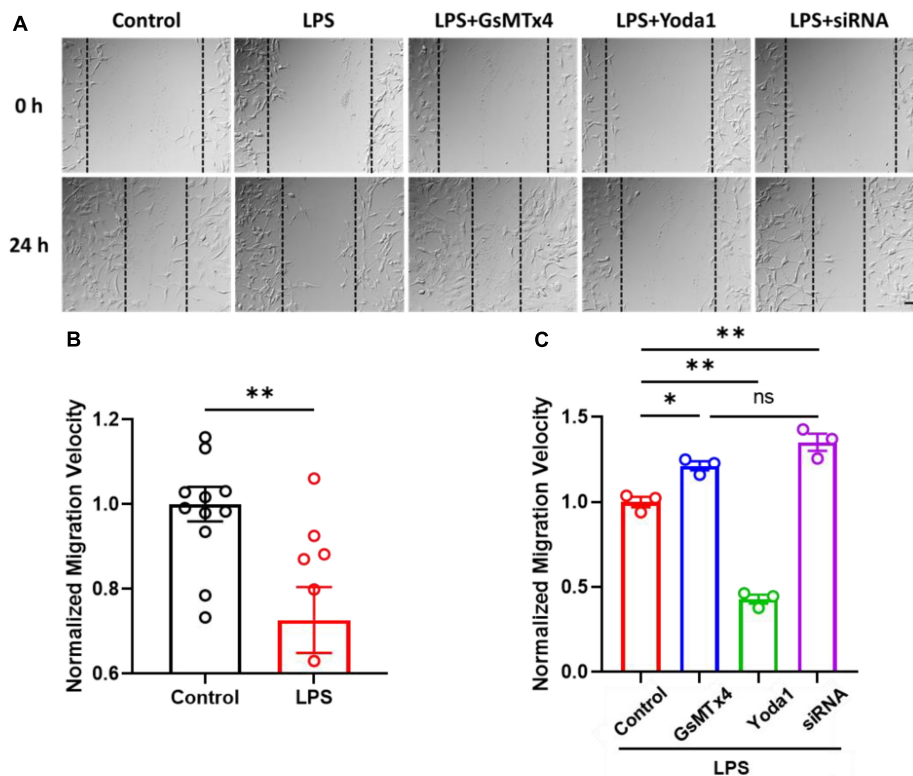 A
Control LPS LPS+GsMTx4 LPS+Yoda1 LPS+siRNA
0 h
24 h
B
**
Normalized Migration Velocity
1.2
1.0
0.8
0.6
Control LPS
C
**
**
* ns
Normalized Migration Velocity
1.5
1.0
0.5
0.0
Control GsMTx4 Yoda1 siRNA
LPS